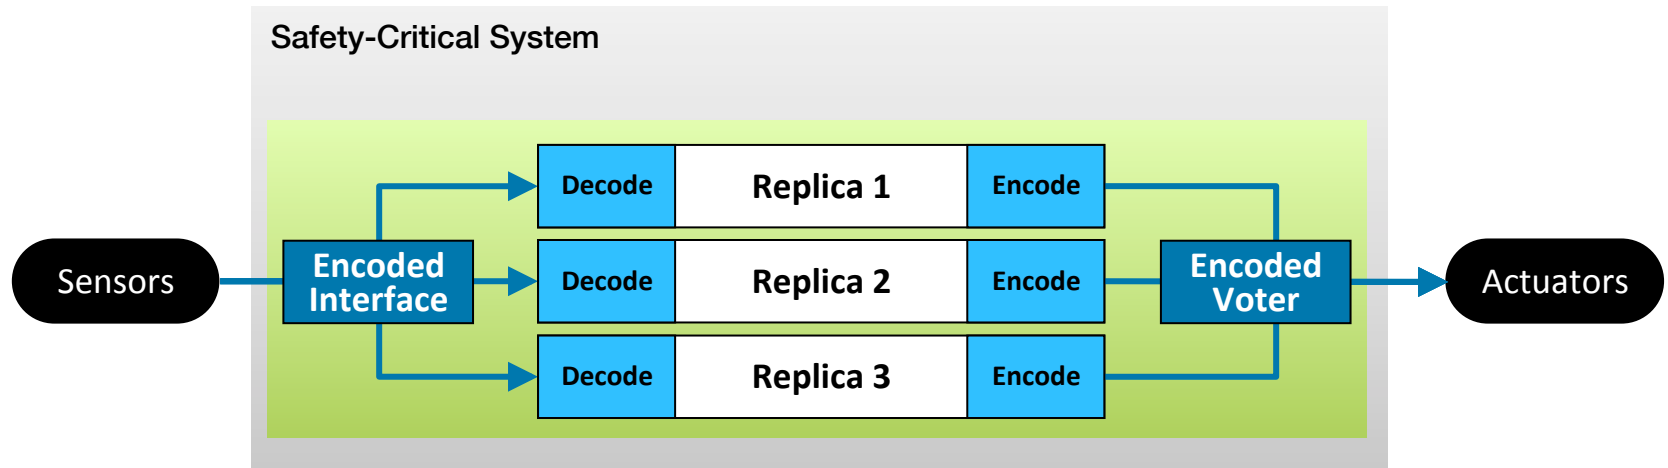 Safety-Critical System
Decode
Replica 1
Encode
Sensors
Encoded
Interface
Decode
Replica 2
Encode
Encoded
Voter
Actuators
Decode
Replica 3
Encode